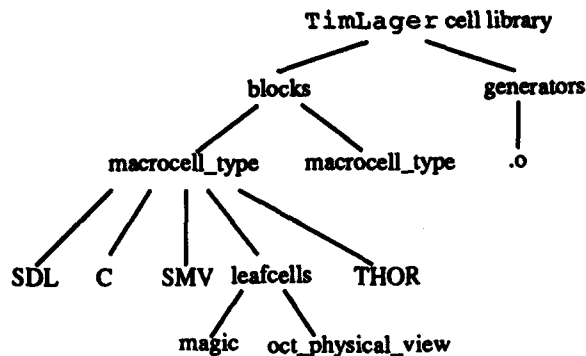 TimLager cell library
blocks generators
macrocell_type macrocell_type .o
SDL C SMV leafcells THOR
magic oct_physical_view